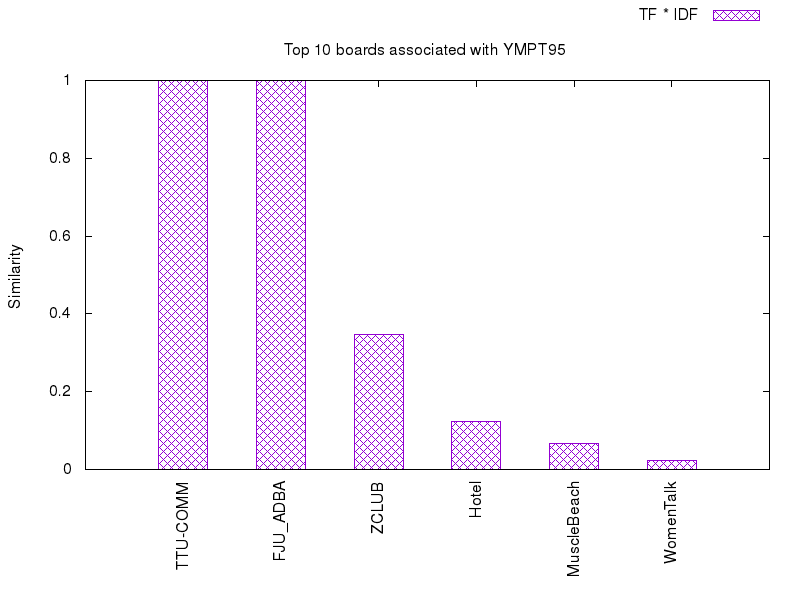 TF * IDF
Top 10 boards associated with YMPT95
1
0.8
0.6
0.4
0.2
0
Similarity
TTU-COMM
FJU_ADBA
ZCLUB
Hotel
MuscleBeach
WomenTalk